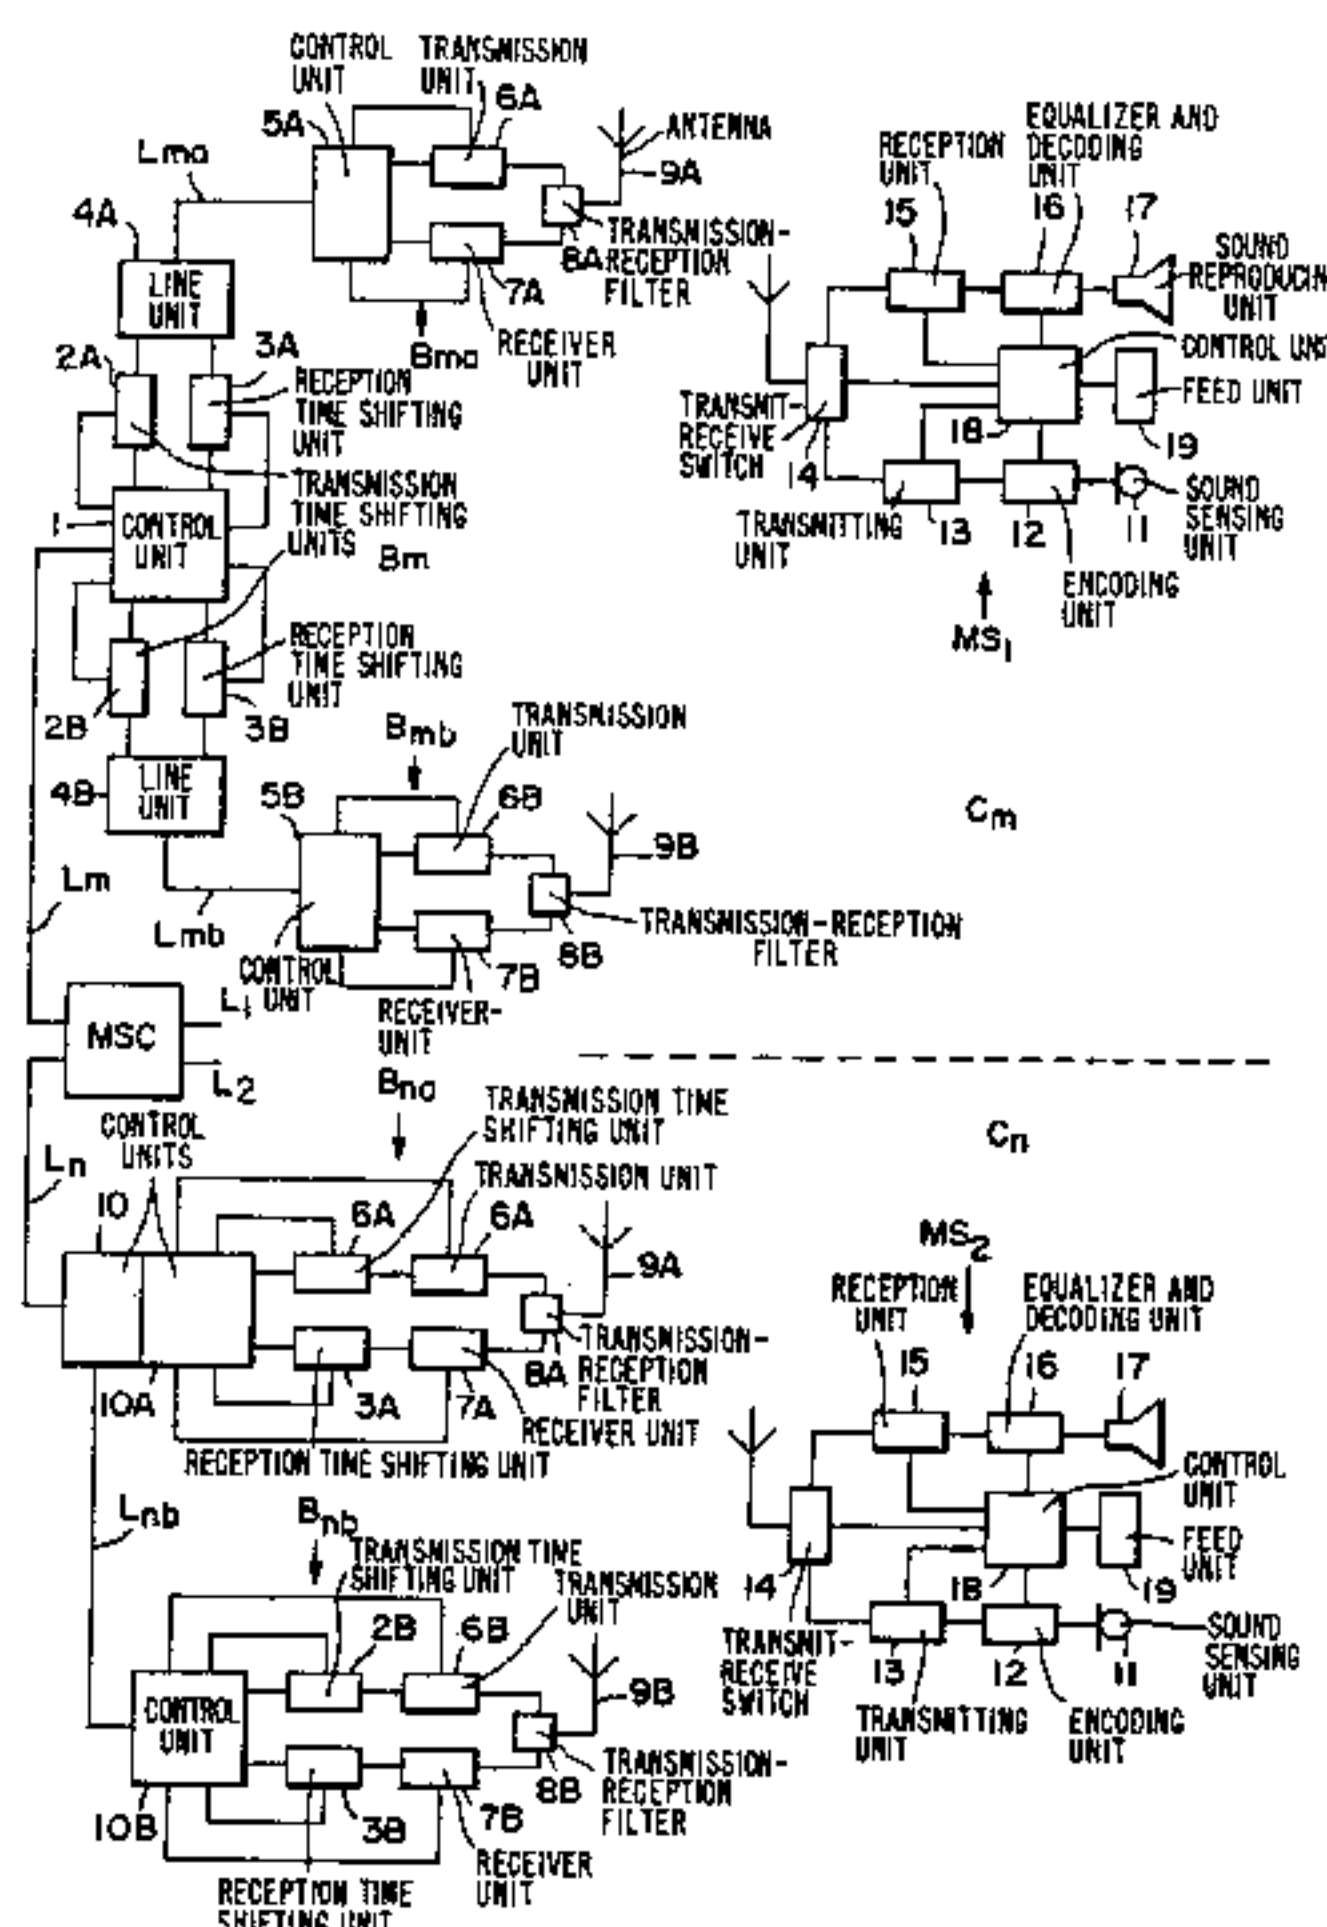 CONTROL UNIT
TRANSMISSION UNIT
5A
6A
ANTENNA
9A
Lma
4A
LINE UNIT
TRANSMISSION-
RECEPTION
FILTER
8A
7A
RECEIVER
UNIT
Bma
2A
3A
RECEPTION
TIME SHIFTING
UNIT
TRANSMISSION
TIME SHIFTING
UNITS
Bm
1
CONTROL
UNIT
RECEPTION
TIME SHIFTING
UNIT
2B
3B
4B
LINE
UNIT
Bmb
TRANSMISSION
UNIT
5B
6B
9B
Lm
Lmb
CONTROL
UNIT
7B
8B
TRANSMISSION-RECEPTION
FILTER
RECEIVER-
UNIT
MSC
L1
L2
RECEPTION
UNIT
EQUALIZER AND
DECODING
UNIT
15
16
17
SOUND
REPRODUCIN
UNIT
CONTROL UN
FEED UNIT
TRANSMIT-
RECEIVE
SWITCH
14
18
19
TRANSMITTING
UNIT
13
12
11
SOUND
SENSING
UNIT
ENCODING
UNIT
MS1
Cm
Cn
Ln
CONTROL
UNITS
10
Bna
TRANSMISSION TIME
SHIFTING UNIT
TRANSMISSION UNIT
6A
6A
9A
10A
3A
7A
8A
TRANSMISSION-
RECEPTION
FILTER
RECEIVER UNIT
RECEPTION TIME SHIFTING UNIT
Lnb
Bnb
TRANSMISSION TIME
SHIFTING UNIT
TRANSMISSION
UNIT
2B
6B
9B
CONTROL
UNIT
10B
3B
7B
8B
TRANSMISSION-
RECEPTION
FILTER
RECEIVER
UNIT
RECEPTION TIME
SHIFTING UNIT
MS2
RECEPTION
UNIT
EQUALIZER AND
DECODING UNIT
15
16
17
CONTROL
UNIT
FEED
UNIT
14
18
19
TRANSMIT-
RECEIVE
SWITCH
13
12
11
SOUND
SENSING
UNIT
TRANSMITTING
UNIT
ENCODING
UNIT